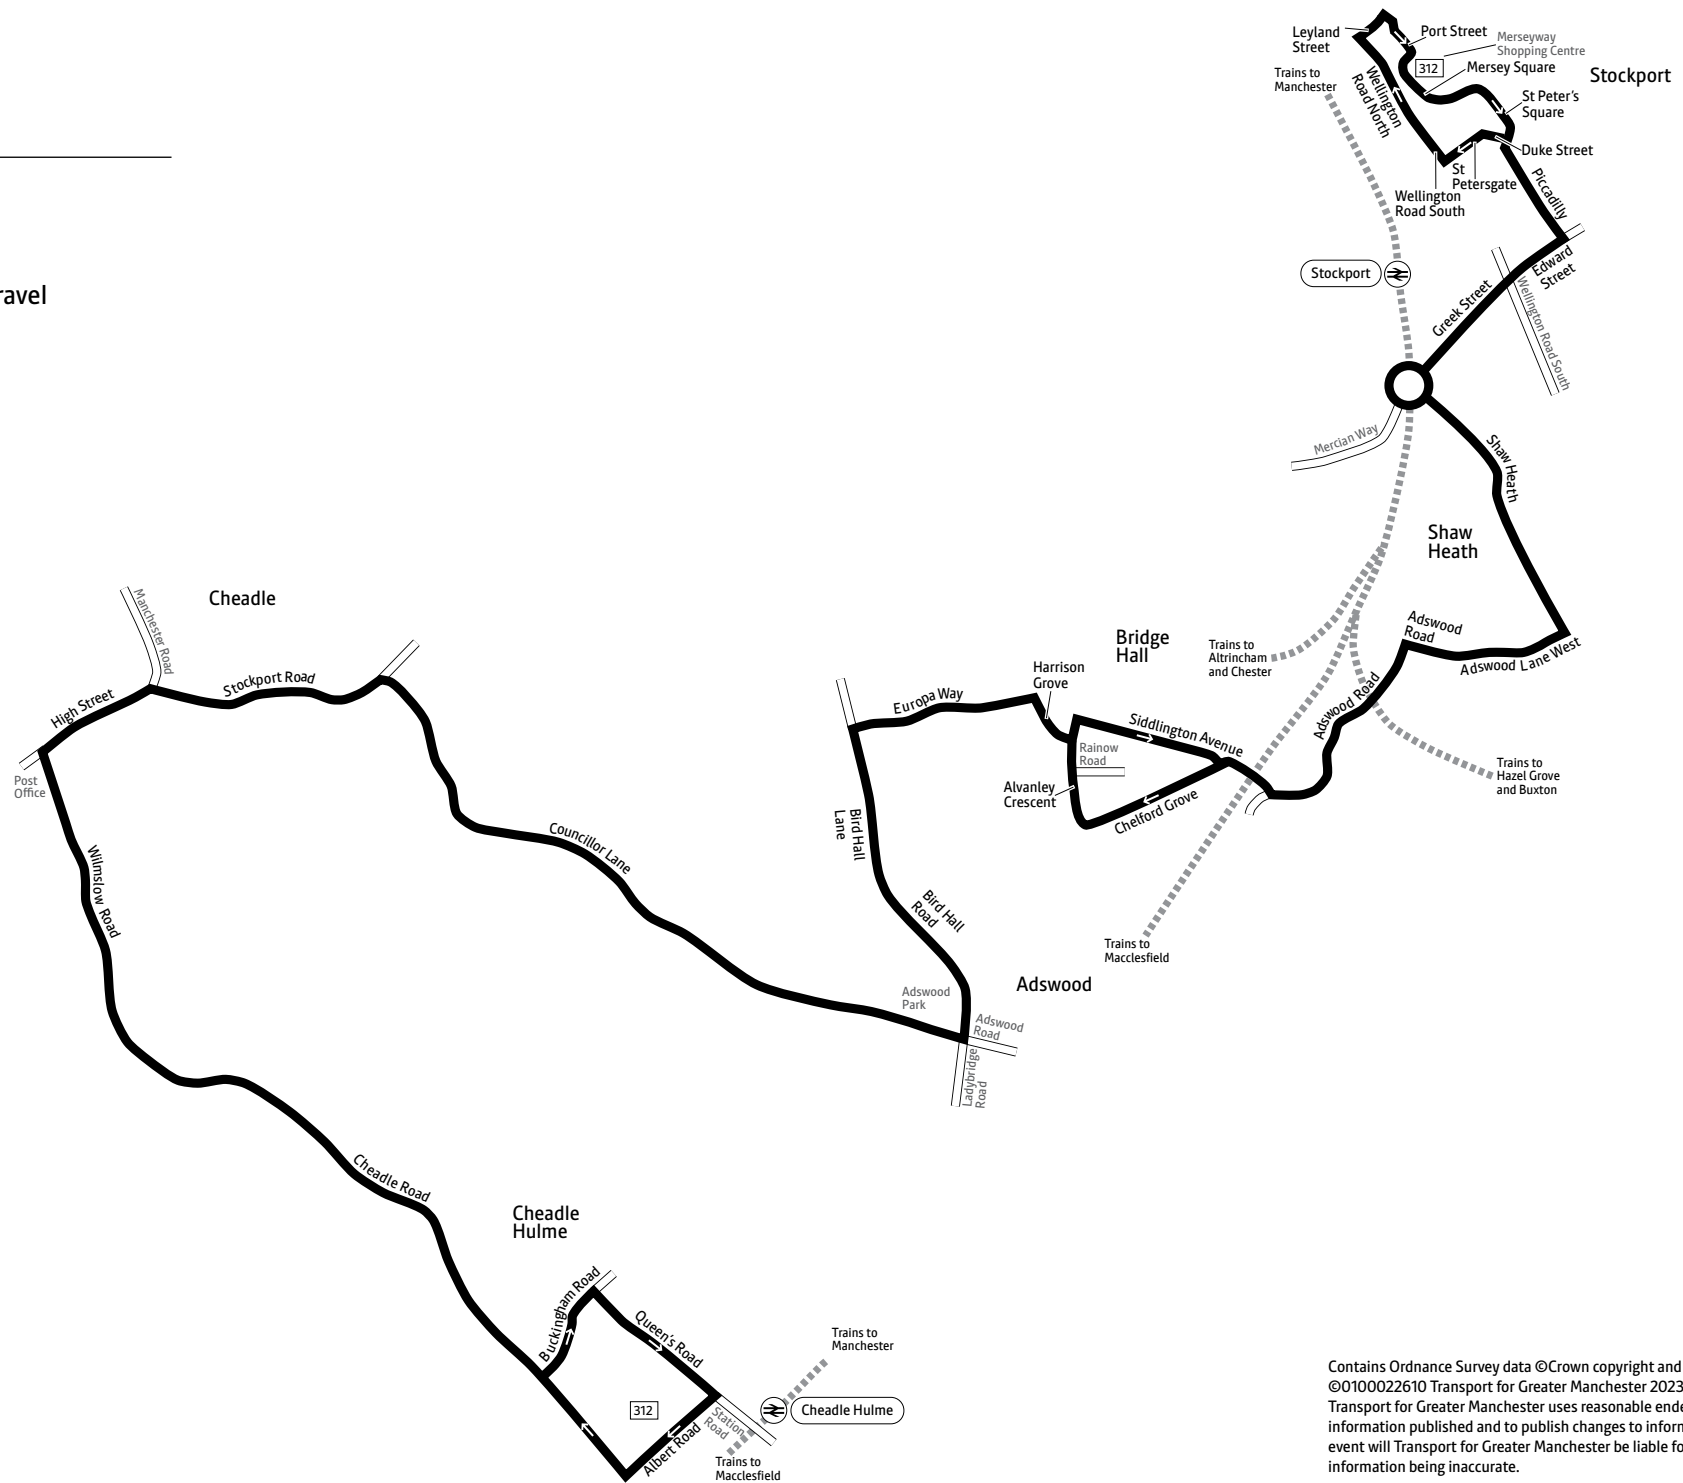 Leyland
Street
Port Street
Merseyway
Shopping Centre
Trains to
Manchester
312
Mersey Square
Stockport
Wellington
Road North
St Peter's
Square
Duke Street
St
Petersgate
Wellington
Road South
Piccadilly
Edward
Street
Stockport
Greek Street
Wellington Road South
ravel
Mercian Way
Shaw Heath
Shaw
Heath
Cheadle
Manchester Road
Stockport Road
High Street
Post
Office
Wilmslow Road
Councillor Lane
Bridge
Hall
Harrison
Grove
Trains to
Altrincham
and Chester
Adswood
Road
Adswood Lane West
Adswood Road
Europa Way
Siddlington Avenue
Rainow
Road
Alvanley
Crescent
Chelford Grove
Trains to
Hazel Grove
and Buxton
Bird Hall
Lane
Bird Hall
Road
Trains to
Macclesfield
Adswood
Adswood
Park
Adswood
Road
Ladybridge
Road
Cheadle Road
Cheadle
Hulme
Buckingham Road
Queen's Road
Trains to
Manchester
312
Station
Road
Cheadle Hulme
Albert Road
Trains to
Macclesfield
Contains Ordnance Survey data ©Crown copyright and
©0100022610 Transport for Greater Manchester 2023
Transport for Greater Manchester uses reasonable ende
information published and to publish changes to inform
event will Transport for Greater Manchester be liable fo
information being inaccurate.